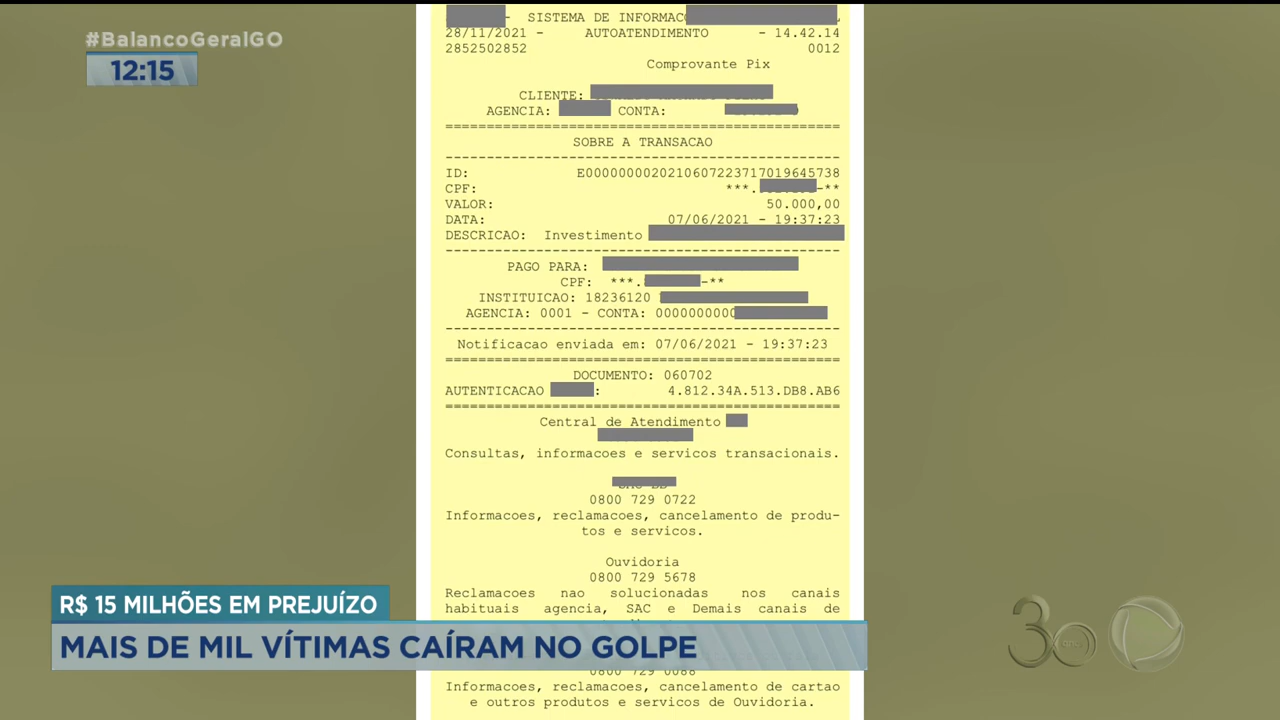 #BalancoGeralGO
12:15
- SISTEMA DE INFORMAC
28/11/2021 - AUTOATENDIMENTO - 14.42.14
2852502852 0012
Comprovante Pix
CLIENTE:
AGENCIA: CONTA:
========================================
SOBRE A TRANSACAO
----------------------------------------
ID: E0000000020210607223717019645738
CPF: ***. -**
VALOR: 50.000,00
DATA: 07/06/2021 - 19:37:23
DESCRICAO: Investimento
----------------------------------------
PAGO PARA:
CPF: ***. -**
INSTITUICAO: 18236120
AGENCIA: 0001 - CONTA: 0000000000
----------------------------------------
Notificacao enviada em: 07/06/2021 - 19:37:23
========================================
DOCUMENTO: 060702
AUTENTICACAO : 4.812.34A.513.DB8.AB6
========================================
Central de Atendimento
Consultas, informacoes e servicos transacionais.
0800 729 0722
Informacoes, reclamacoes, cancelamento de produ-
tos e servicos.
Ouvidoria
0800 729 5678
Reclamacoes nao solucionadas nos canais
habituais agencia, SAC e Demais canais de
R$ 15 MILHÕES EM PREJUÍZO
MAIS DE MIL VÍTIMAS CAÍRAM NO GOLPE
0800 729 0088
Informacoes, reclamacoes, cancelamento de cartao
e outros produtos e servicos de Ouvidoria.
30